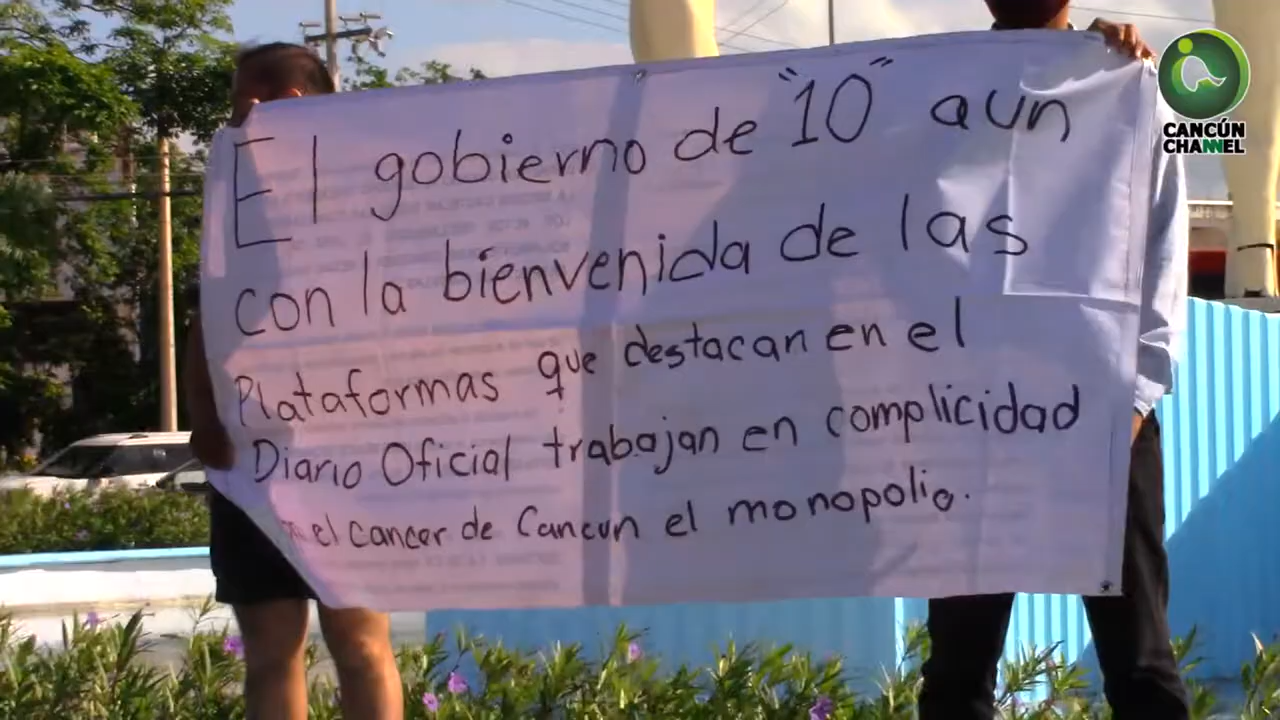 El gobierno de "10" aun
con la bienvenida de las
Plataformas que destacan en el
Diario Oficial trabajan en complicidad
el cancer de Cancun el monopolio.
CANCÚN
CHANNEL